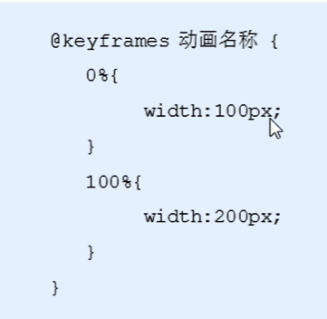 @keyframes 动画名称 {
0%{
width:100px;
}
100%{
width:200px;
}
}